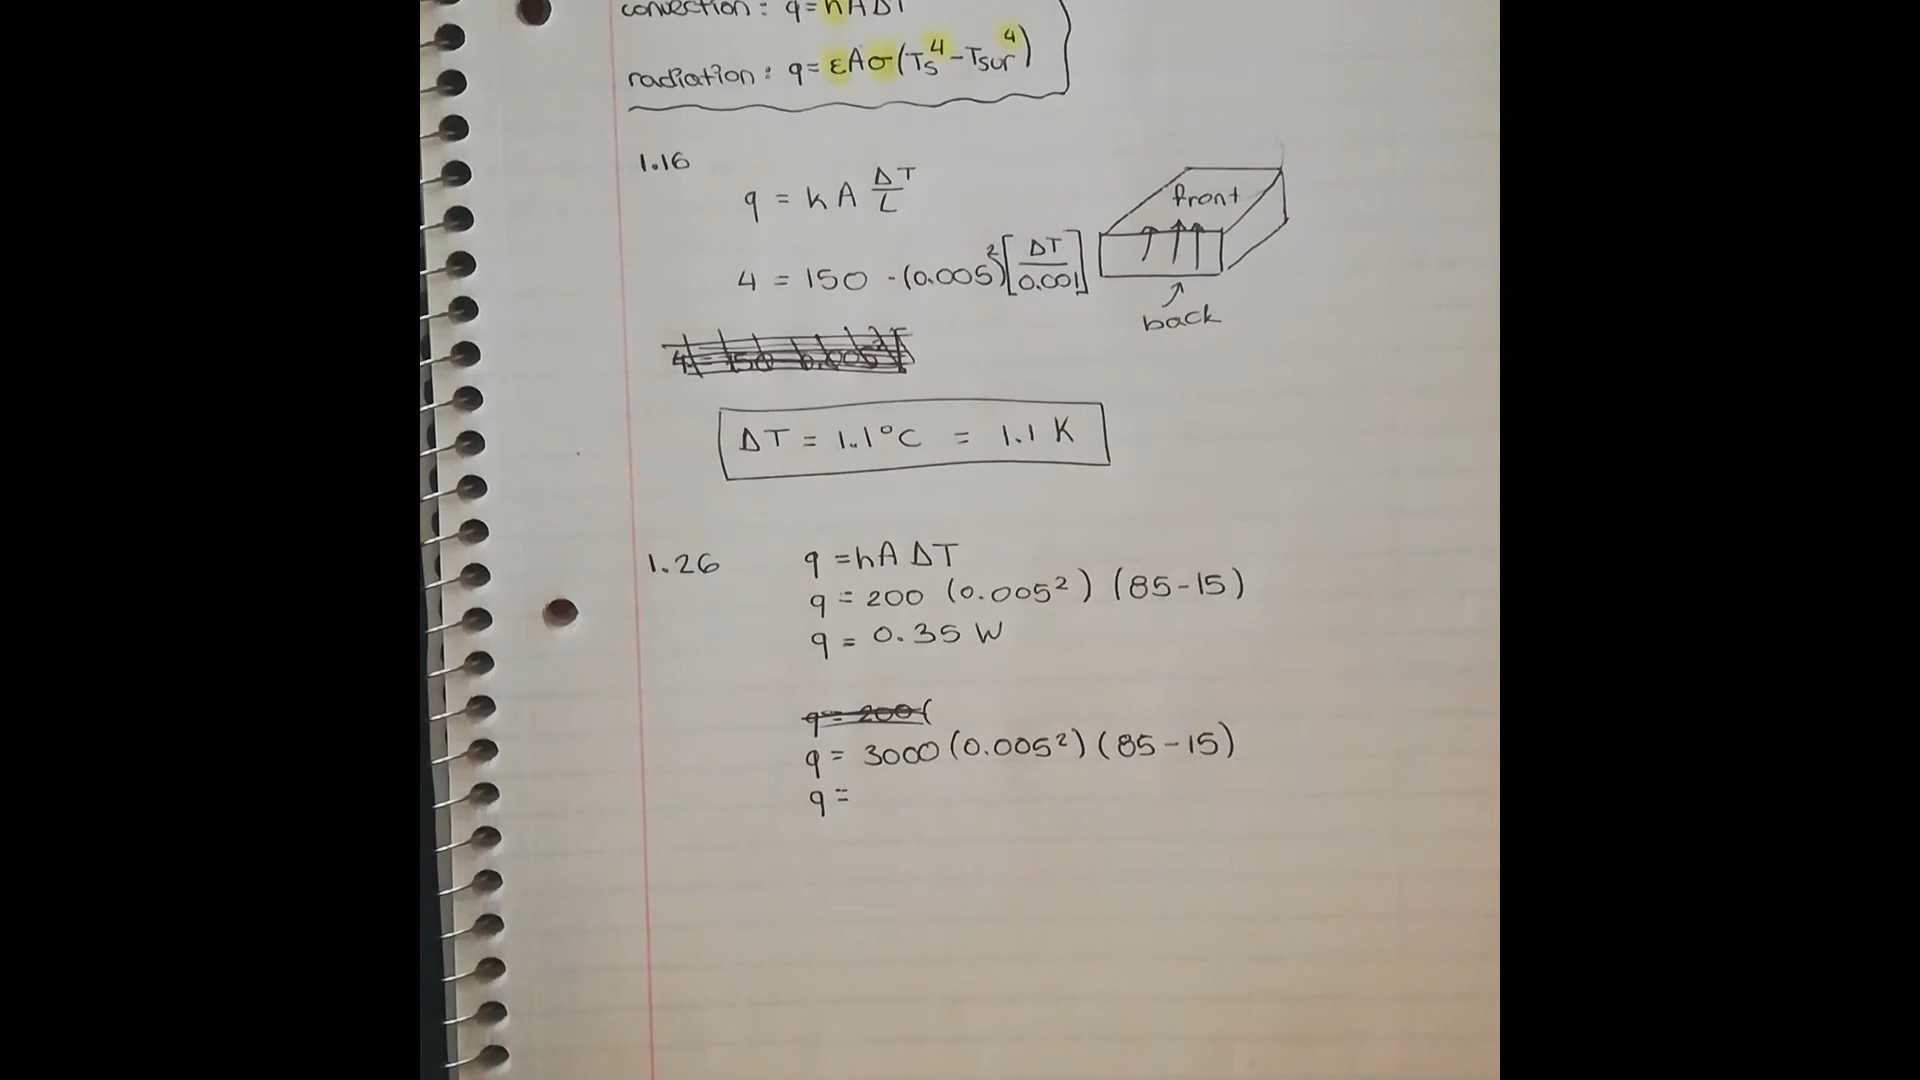 convection: q=hAΔT
radiation: q=εAσ(Ts⁴-Tsur⁴)
1.16
q = kA ΔT/L
front
4 = 150 ·(0.005)²[ΔT/0.001]
back
ΔT = 1.1°C = 1.1 K
1.26 q=hAΔT
q = 200 (0.005²) (85-15)
q = 0.35 W
q = 200(
q = 3000(0.005²)(85-15)
q =